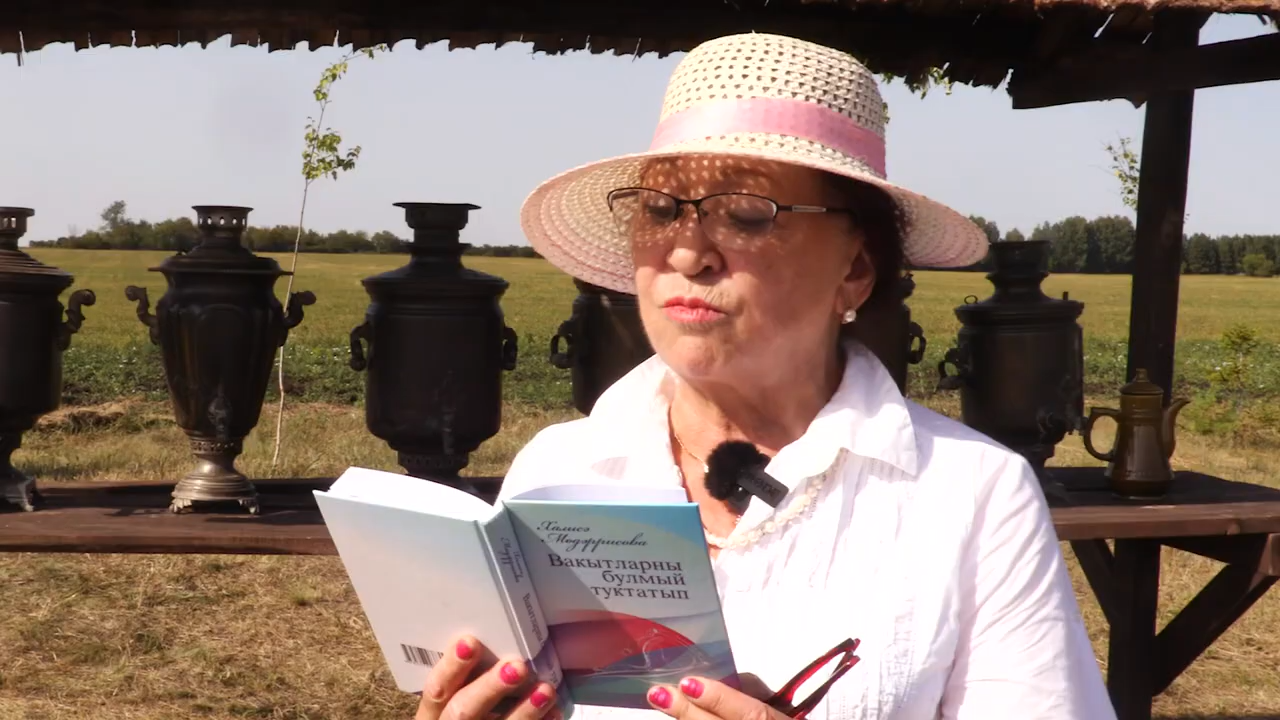 Халисә
Мөдәррисова
Вакытларны
булмый
туктатып